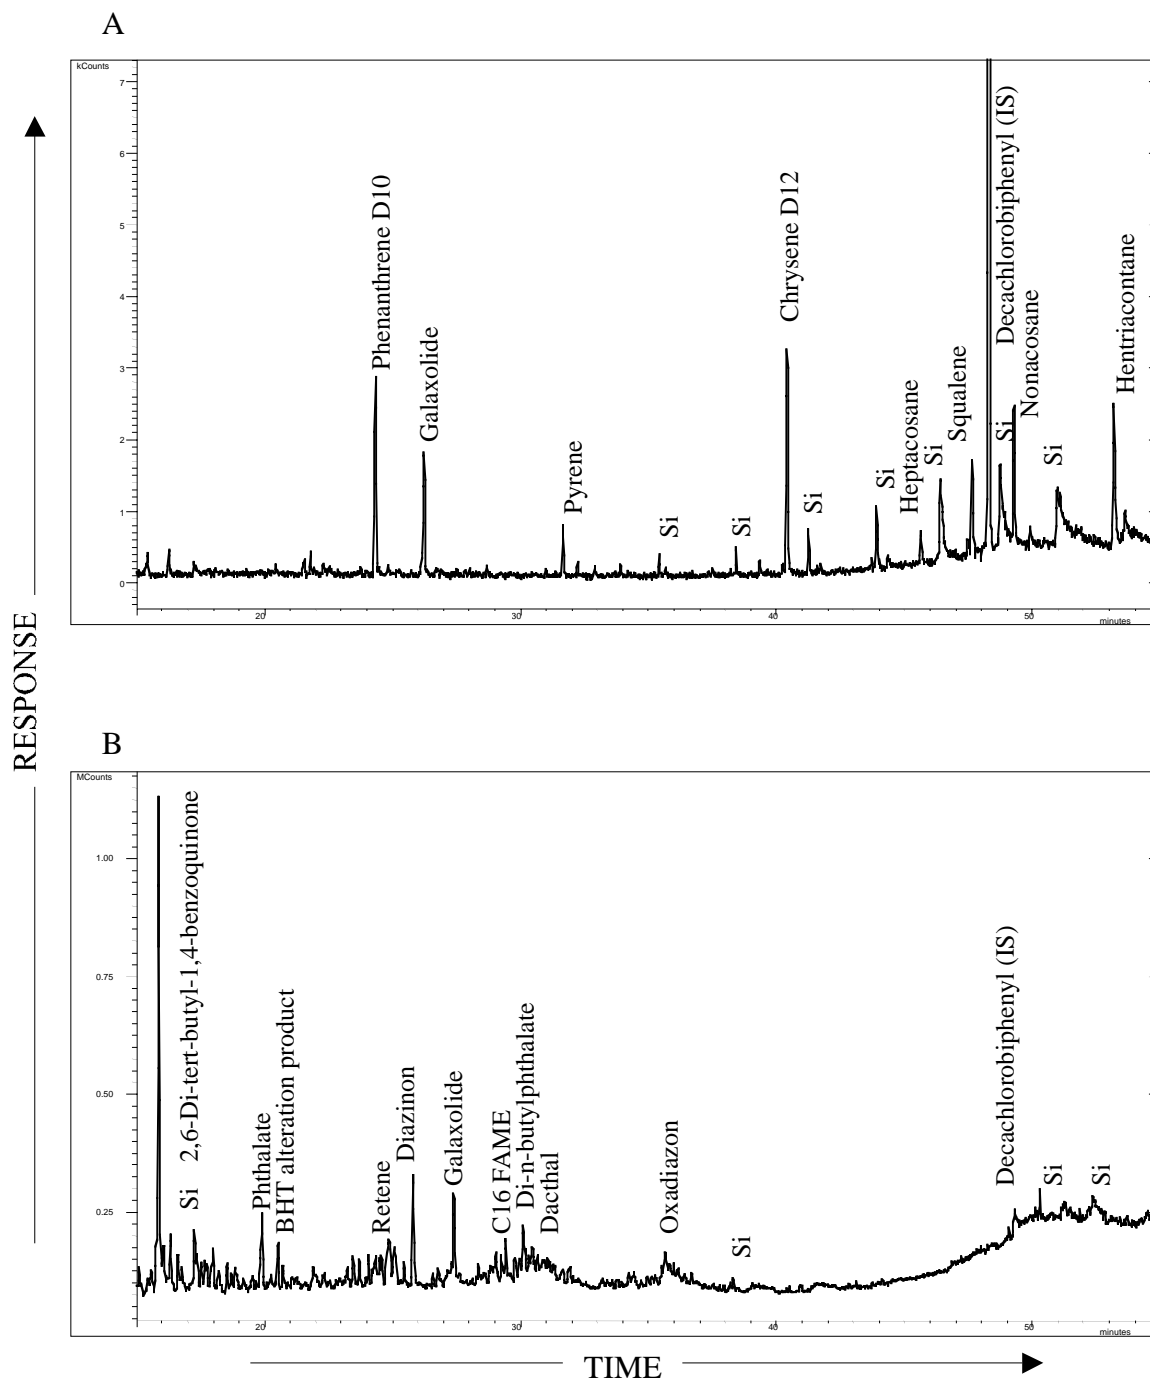 A
kCounts
7
6
5
4
3
2
1
0
Phenanthrene D10
Galaxolide
Pyrene
Si
Si
Chrysene D12
Si
Si
Heptacosane
Si
Squalene
Decachlorobiphenyl (IS)
Si
Nonacosane
Si
Hentriacontane
20
30
40
50
minutes
RESPONSE
B
MCounts
1.00
0.75
0.50
0.25
Si
2,6-Di-tert-butyl-1,4-benzoquinone
Phthalate
BHT alteration product
Retene
Diazinon
Galaxolide
C16 FAME
Di-n-butylphthalate
Dacthal
Oxadiazon
Si
Decachlorobiphenyl (IS)
Si
Si
20
30
40
50
minutes
TIME